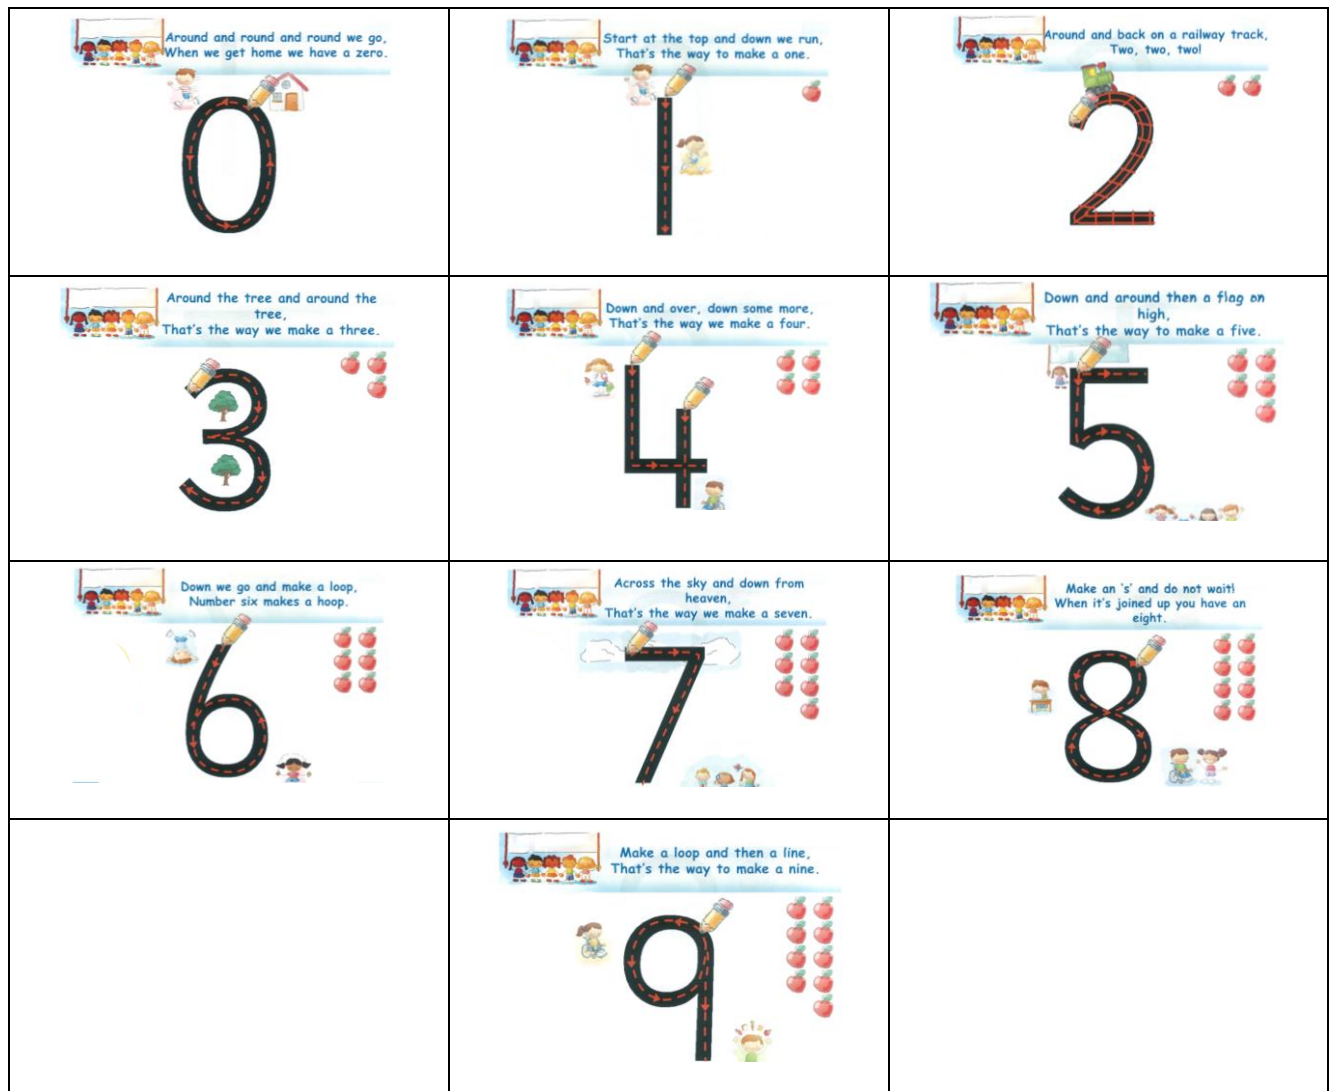 Around and round and round we go,
When we get home we have a zero.
0
Start at the top and down we run,
That's the way to make a one.
1
Around and back on a railway track,
Two, two, two!
2
Around the tree and around the
tree,
That's the way we make a three.
3
Down and over, down some more,
That's the way we make a four.
4
Down and around then a flag on
high,
That's the way to make a five.
5
Down we go and make a loop,
Number six makes a hoop.
6
Across the sky and down from
heaven,
That's the way we make a seven.
7
Make an 's' and do not wait!
When it's joined up you have an
eight.
8
Make a loop and then a line,
That's the way to make a nine.
9